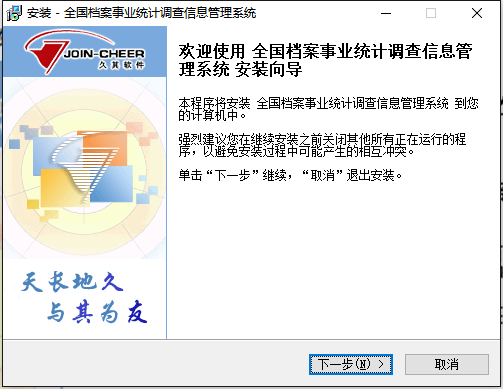 安装 - 全国档案事业统计调查信息管理系统
JOIN-CHEER
久其软件
欢迎使用 全国档案事业统计调查信息管
理系统 安装向导
本程序将安装 全国档案事业统计调查信息管理系统 到您
的计算机中。
强烈建议您在继续安装之前关闭其他所有正在运行的程
序，以避免安装过程中可能产生的相互冲突。
单击“下一步”继续，“取消”退出安装。
天长地久
与其为友
下一步(N) >
取消